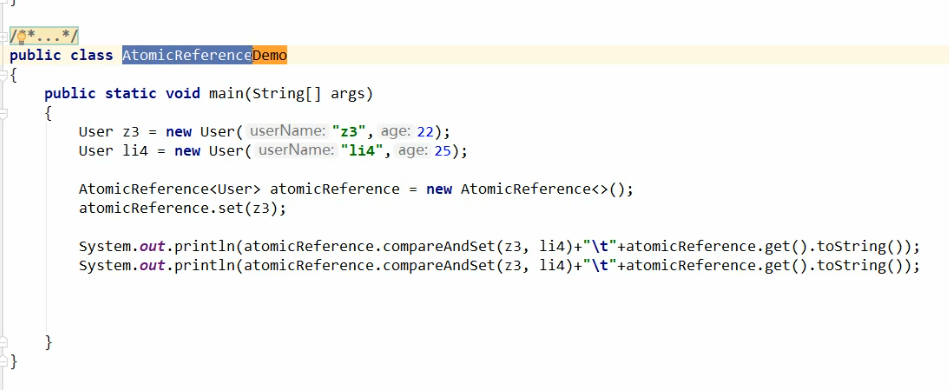 }
/**...*/
public class AtomicReferenceDemo
{
public static void main(String[] args)
{
User z3 = new User( userName: "z3", age: 22);
User li4 = new User( userName: "li4", age: 25);
AtomicReference<User> atomicReference = new AtomicReference<>();
atomicReference.set(z3);
System.out.println(atomicReference.compareAndSet(z3, li4)+"\t"+atomicReference.get().toString());
System.out.println(atomicReference.compareAndSet(z3, li4)+"\t"+atomicReference.get().toString());
}
}